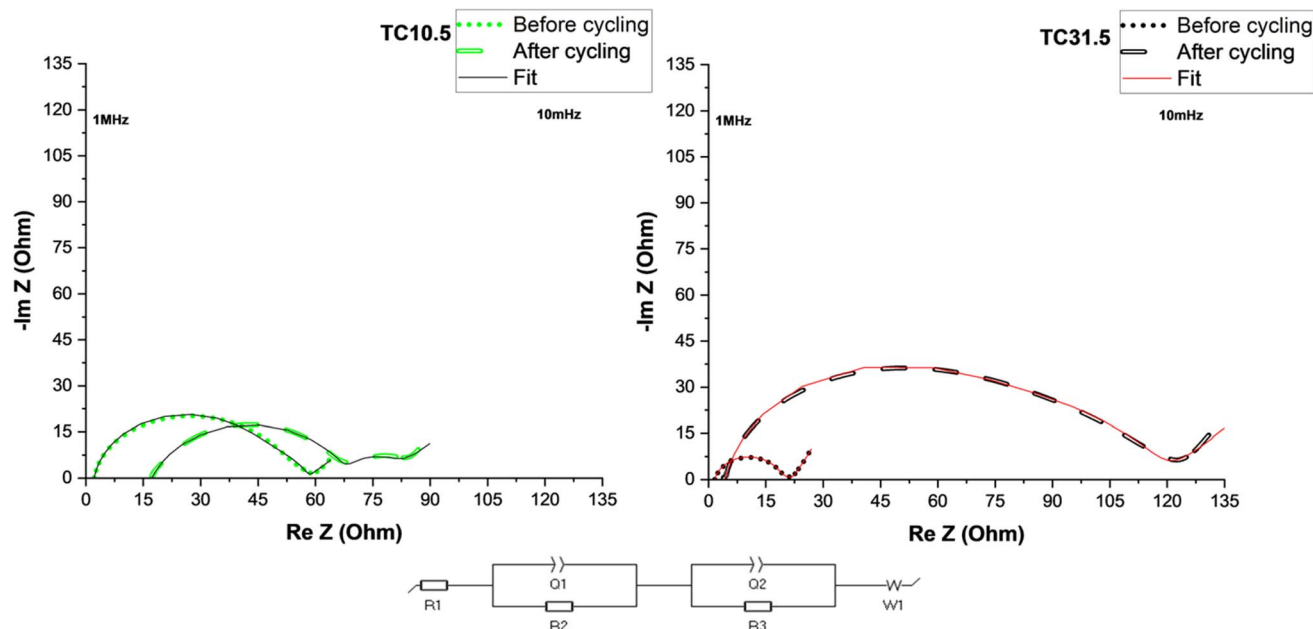 TC10.5
Before cycling
After cycling
Fit
135
120
105
90
75
60
45
30
15
0
-Im Z (Ohm)
1MHz
10mHz
0 15 30 45 60 75 90 105 120 135
Re Z (Ohm)
TC31.5
Before cycling
After cycling
Fit
135
120
105
90
75
60
45
30
15
0
-Im Z (Ohm)
1MHz
10mHz
0 15 30 45 60 75 90 105 120 135
Re Z (Ohm)
R1
Q1
R2
Q2
R3
W
W1